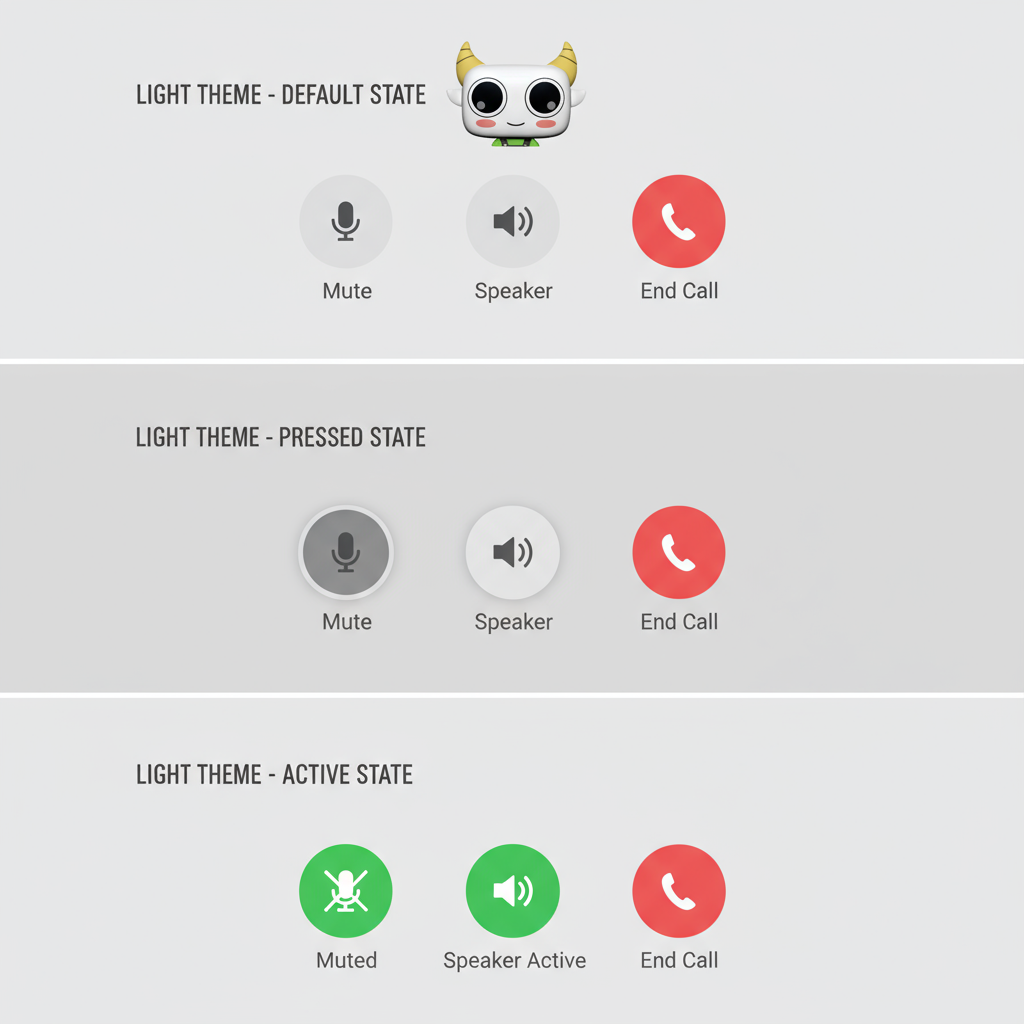 LIGHT THEME - DEFAULT STATE
Mute Speaker End Call
LIGHT THEME - PRESSED STATE
Mute Speaker End Call
LIGHT THEME - ACTIVE STATE
Muted Speaker Active End Call